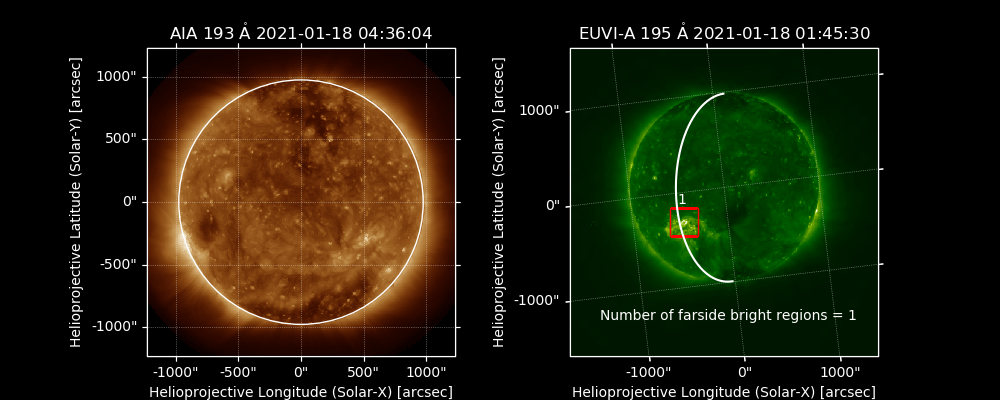 AIA 193 Å 2021-01-18 04:36:04
Helioprojective Latitude (Solar-Y) [arcsec]
1000"
500"
0"
-500"
-1000"
-1000"
-500"
0"
500"
1000"
Helioprojective Longitude (Solar-X) [arcsec]
EUVI-A 195 Å 2021-01-18 01:45:30
Helioprojective Latitude (Solar-Y) [arcsec]
1000"
0"
-1000"
1
Number of farside bright regions = 1
-1000"
0"
1000"
Helioprojective Longitude (Solar-X) [arcsec]